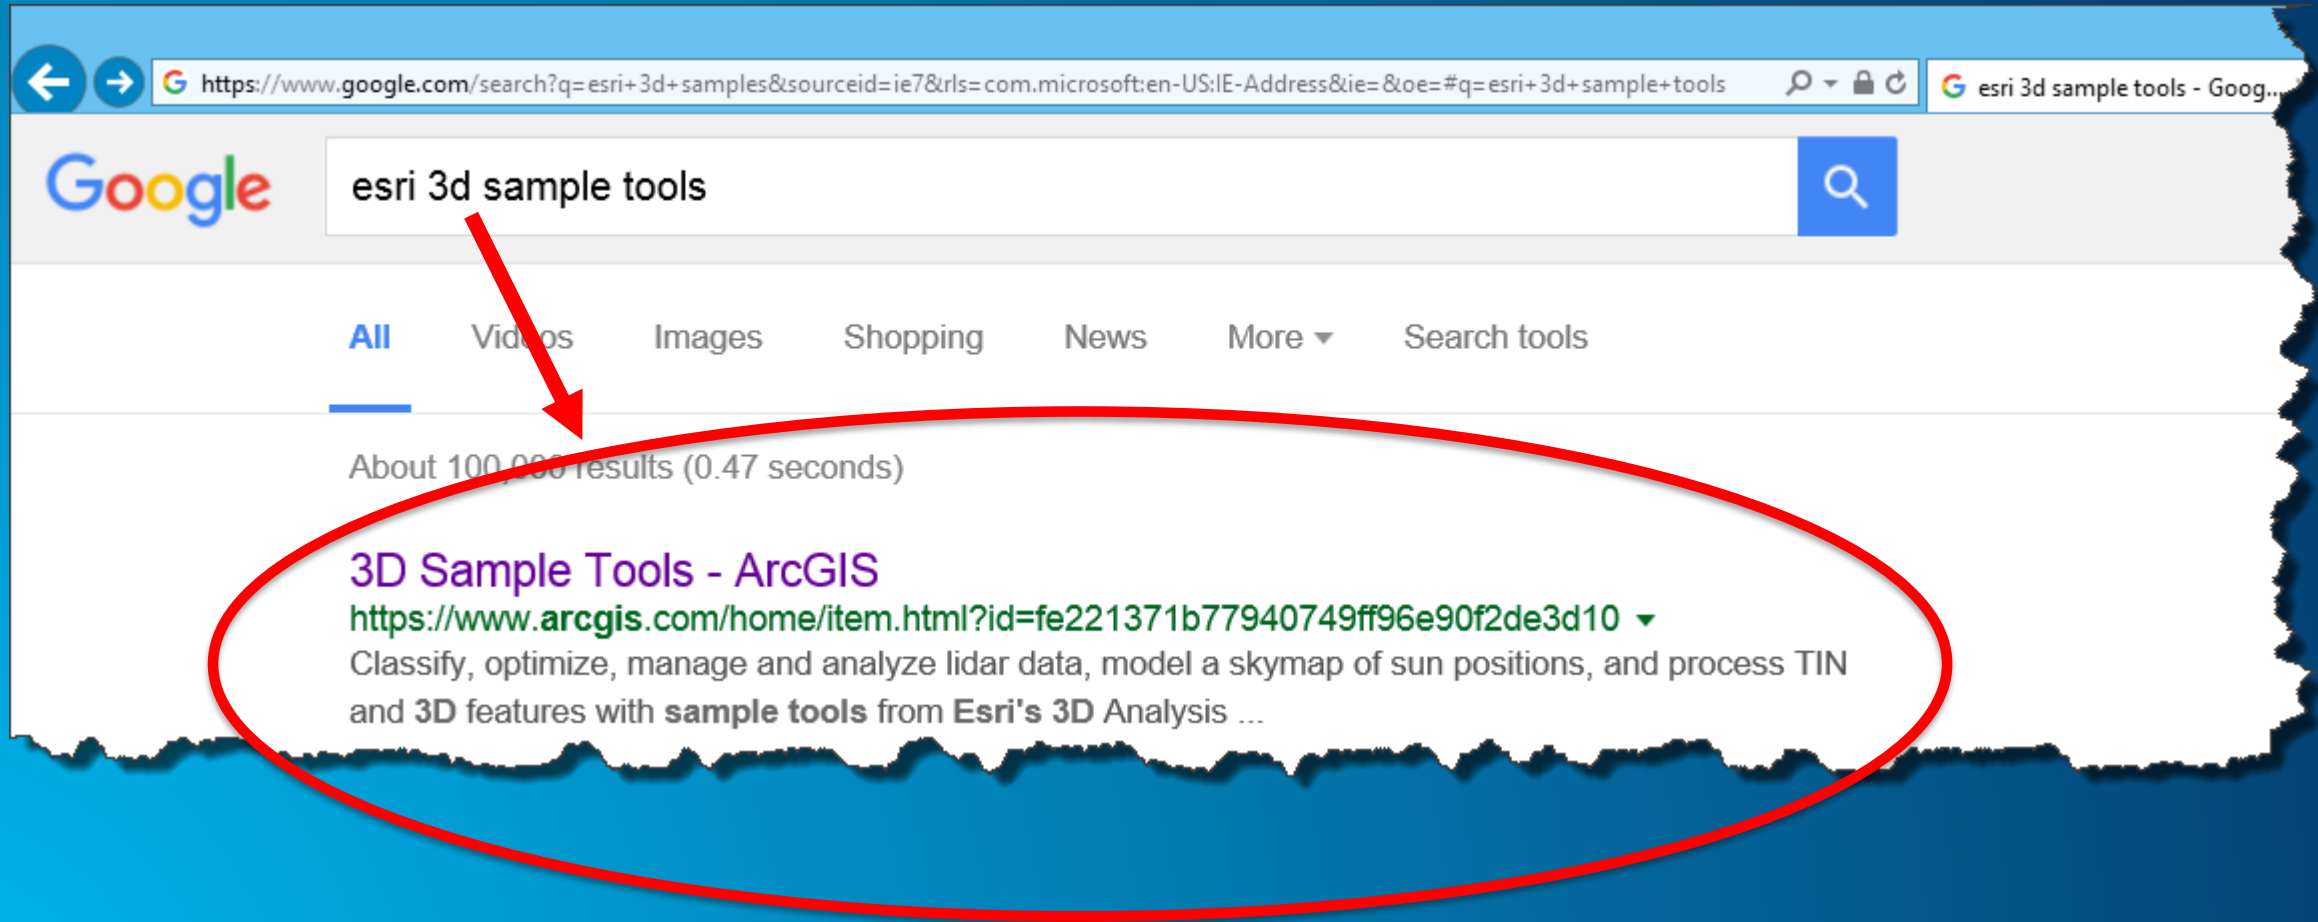 https://www.google.com/search?q=esri+3d+samples&sourceid=ie7&rls=com.microsoft:en-US:IE-Address&ie=&oe=#q=esri+3d+sample+tools
esri 3d sample tools - Goog...
Google
esri 3d sample tools
All Videos Images Shopping News More Search tools
About 100,000 results (0.47 seconds)
3D Sample Tools - ArcGIS
https://www.arcgis.com/home/item.html?id=fe221371b77940749ff96e90f2de3d10
Classify, optimize, manage and analyze lidar data, model a skymap of sun positions, and process TIN
and 3D features with sample tools from Esri's 3D Analysis ...